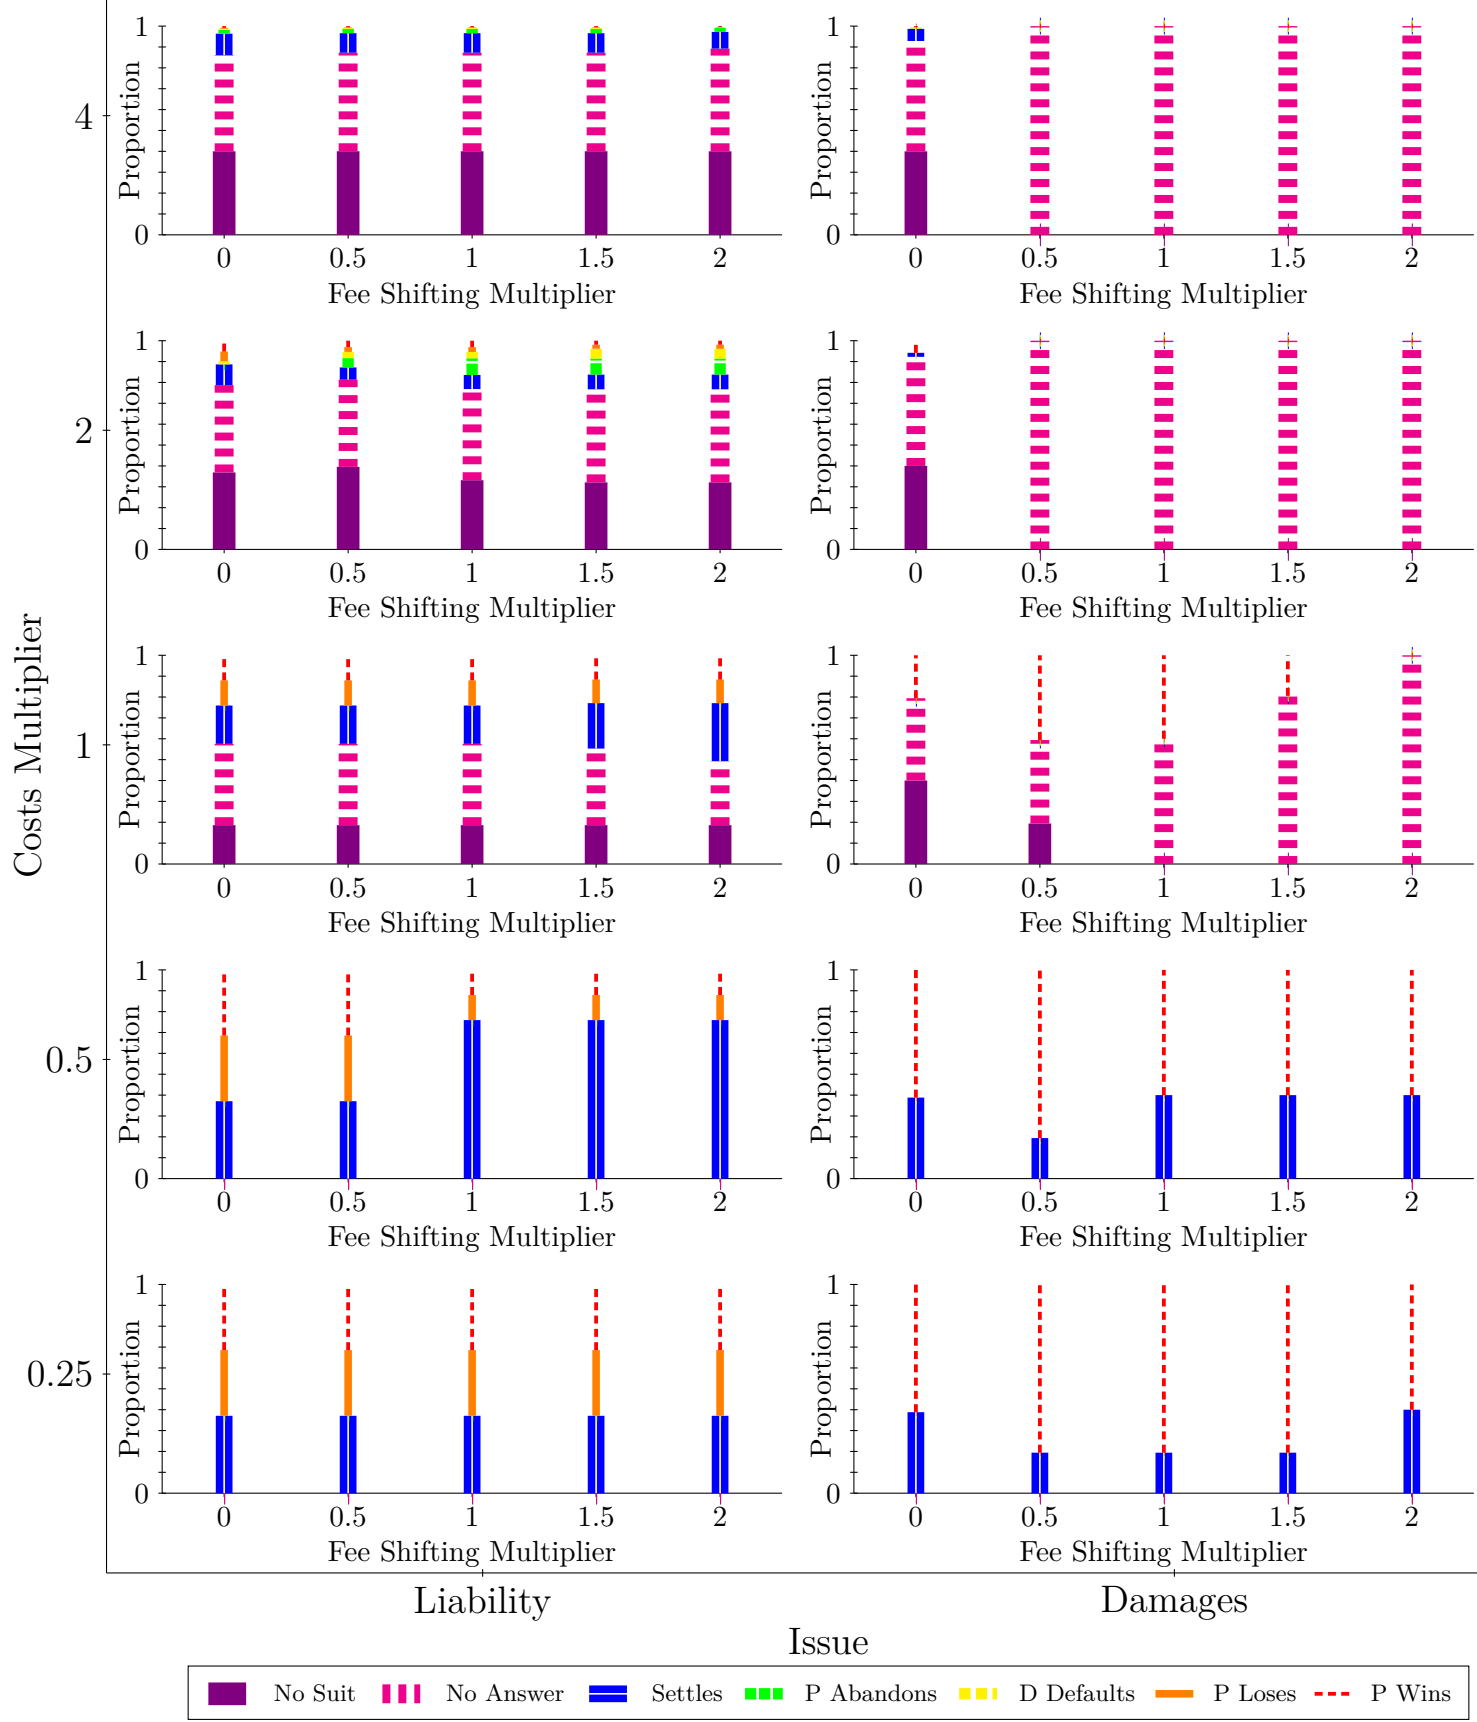 1
Proportion
0
0 0.5 1 1.5 2
Fee Shifting Multiplier
1
Proportion
0
0 0.5 1 1.5 2
Fee Shifting Multiplier
4
1
Proportion
0
0 0.5 1 1.5 2
Fee Shifting Multiplier
1
Proportion
0
0 0.5 1 1.5 2
Fee Shifting Multiplier
2
Costs Multiplier
1
Proportion
0
0 0.5 1 1.5 2
Fee Shifting Multiplier
1
Proportion
0
0 0.5 1 1.5 2
Fee Shifting Multiplier
1
1
Proportion
0
0 0.5 1 1.5 2
Fee Shifting Multiplier
1
Proportion
0
0 0.5 1 1.5 2
Fee Shifting Multiplier
0.5
1
Proportion
0
0 0.5 1 1.5 2
Fee Shifting Multiplier
1
Proportion
0
0 0.5 1 1.5 2
Fee Shifting Multiplier
0.25
Liability Damages
Issue
No Suit No Answer Settles P Abandons D Defaults P Loses P Wins